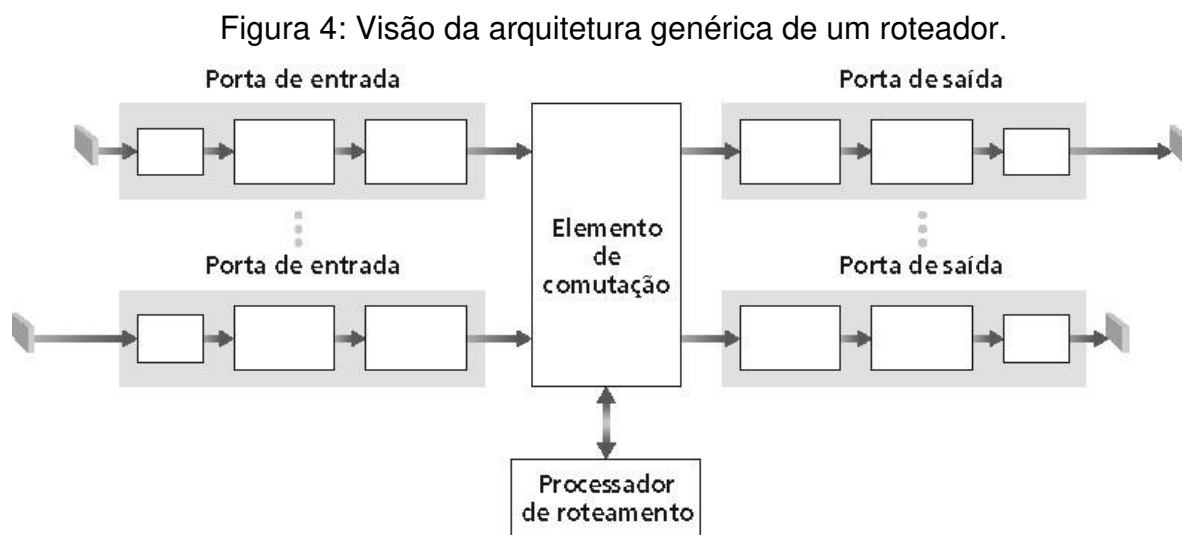 Figura 4: Visão da arquitetura genérica de um roteador.
Porta de entrada
Porta de saída
Elemento
de
comutação
Porta de entrada
Porta de saída
Processador
de roteamento